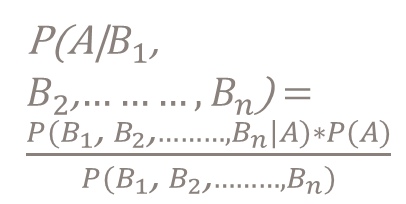 P(A/B₁,
B₂,… … … , Bₙ) =
P(B₁, B₂,………,Bₙ|A)∗P(A)
P(B₁, B₂,………,Bₙ)